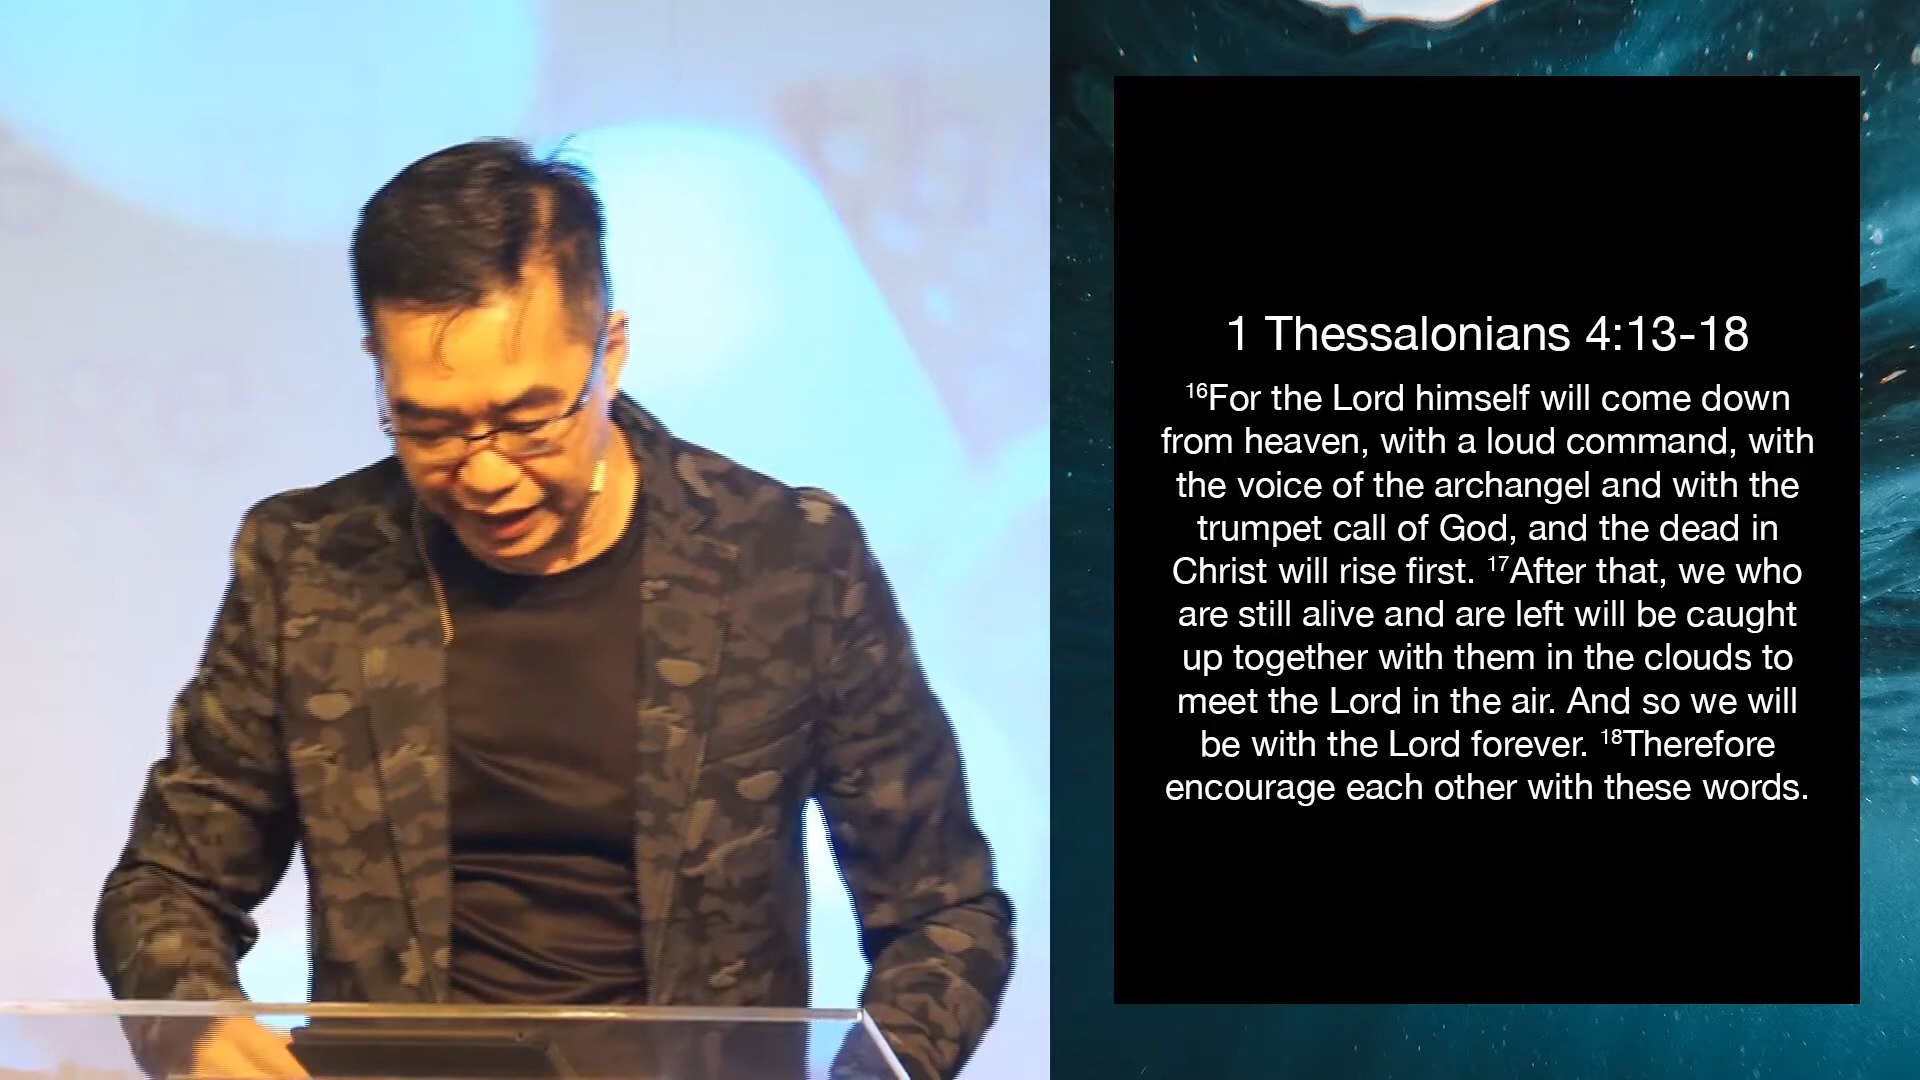 1 Thessalonians 4:13-18
¹⁶For the Lord himself will come down
from heaven, with a loud command, with
the voice of the archangel and with the
trumpet call of God, and the dead in
Christ will rise first. ¹⁷After that, we who
are still alive and are left will be caught
up together with them in the clouds to
meet the Lord in the air. And so we will
be with the Lord forever. ¹⁸Therefore
encourage each other with these words.